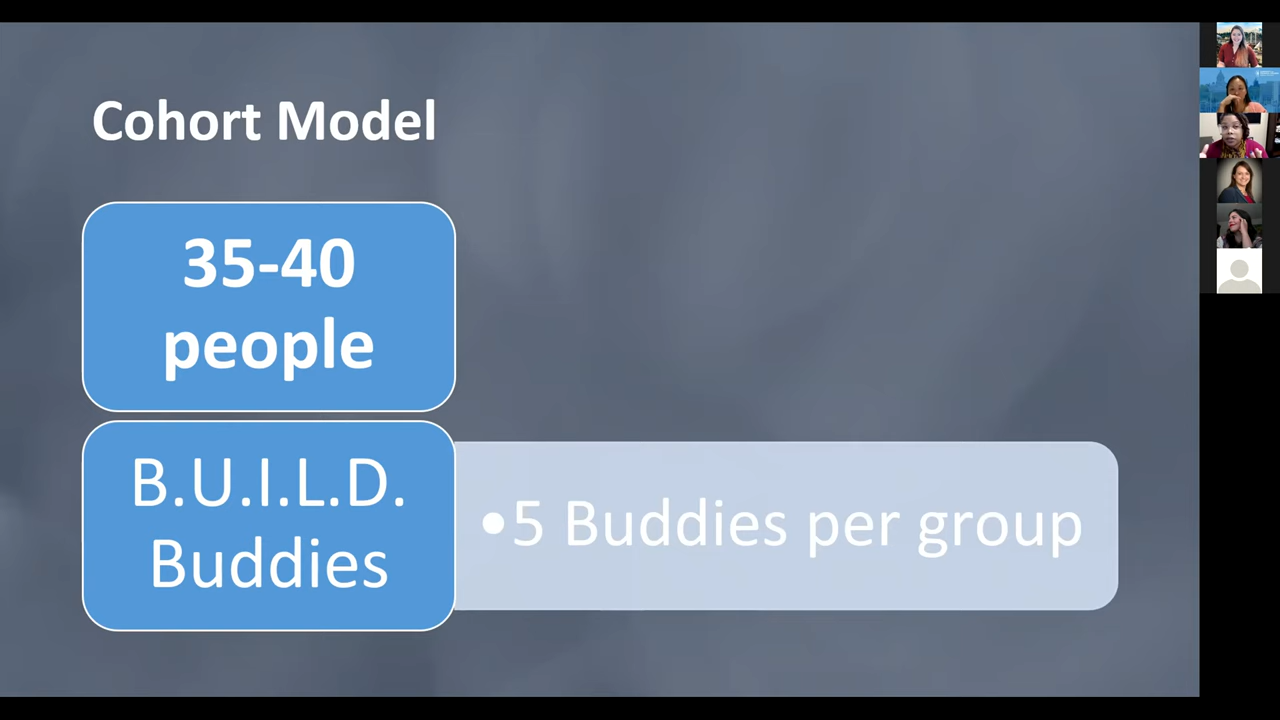 Cohort Model
35-40
people
B.U.I.L.D.
Buddies
•5 Buddies per group